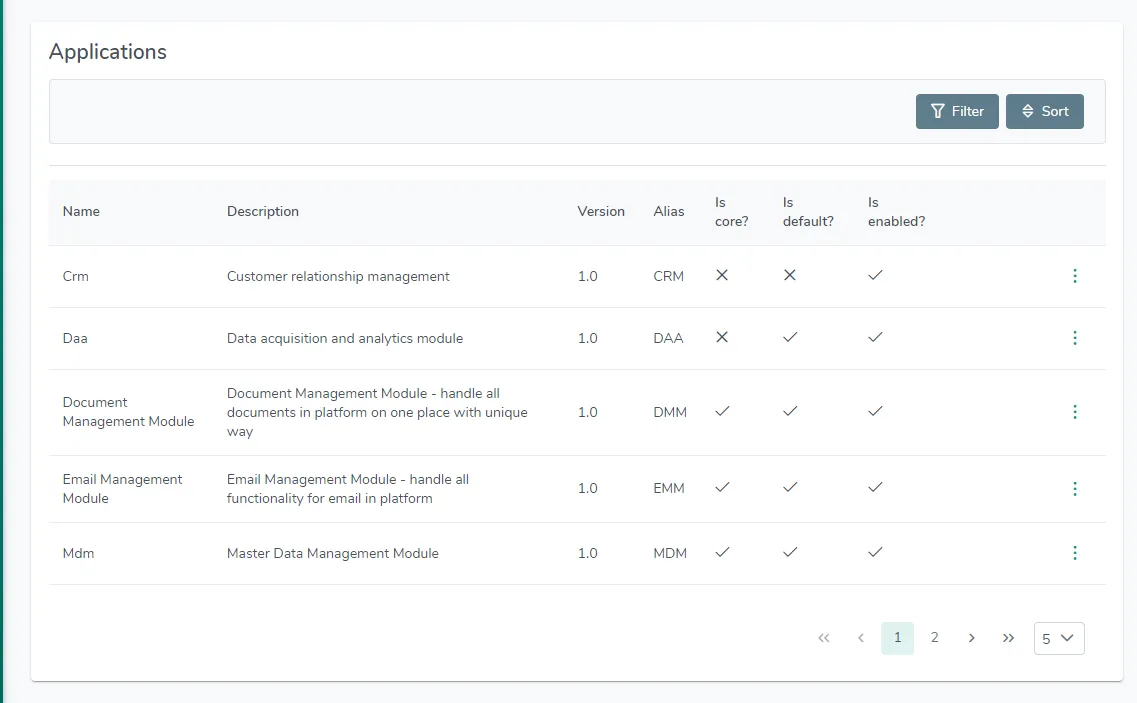 Applications
Filter Sort
Name Description Version Alias Is core? Is default? Is enabled?
Crm Customer relationship management 1.0 CRM
Daa Data acquisition and analytics module 1.0 DAA
Document Management Module Document Management Module - handle all documents in platform on one place with unique way 1.0 DMM
Email Management Module Email Management Module - handle all functionality for email in platform 1.0 EMM
Mdm Master Data Management Module 1.0 MDM
1 2 5